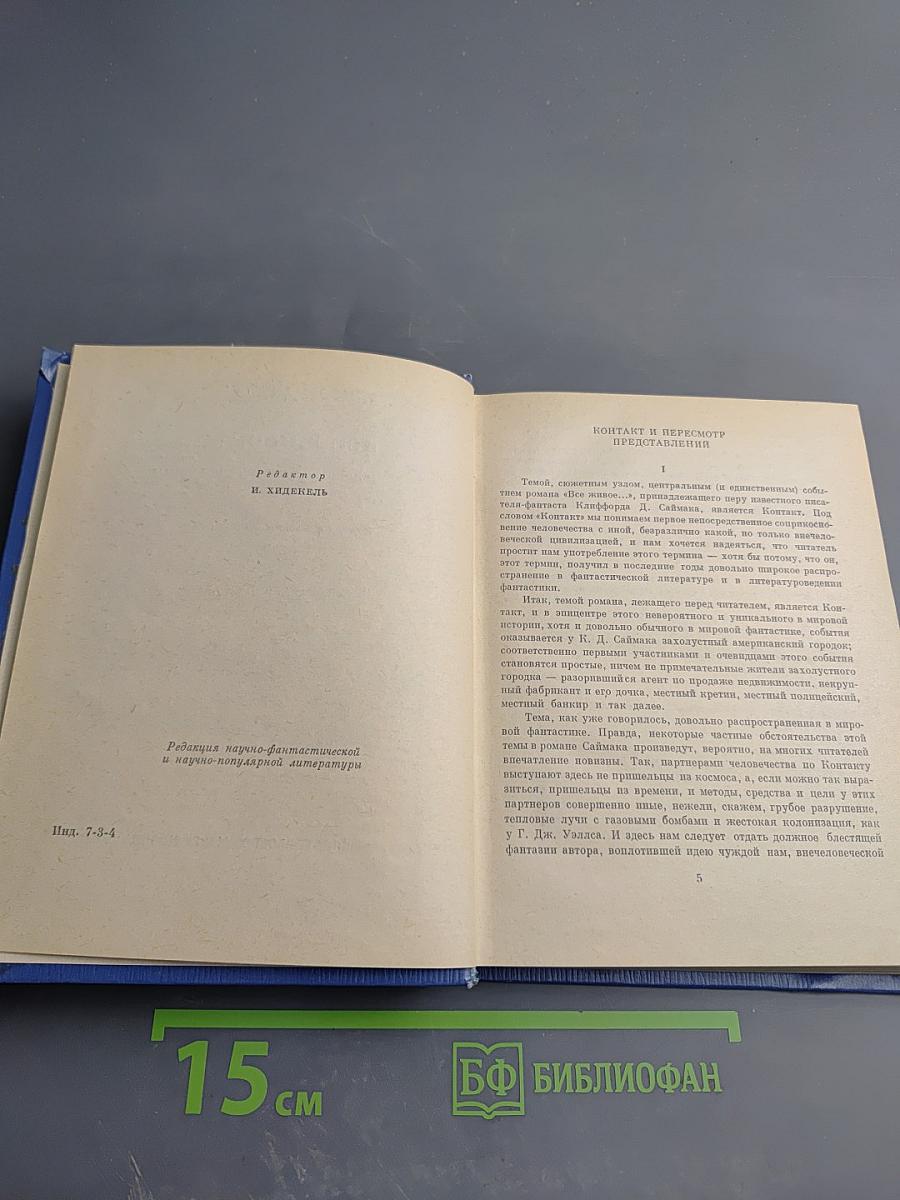 Редактор
И. ХИДЕКЕЛЬ
Редакция научно-фантастической
и научно-популярной литературы
Инд. 7-3-4
КОНТАКТ И ПЕРЕСМОТР
ПРЕДСТАВЛЕНИЙ
I
Темой, сюжетным узлом, центральным (и единственным) собы-
тием романа «Все живое...», принадлежащего перу известного писа-
теля-фантаста Клиффорда Д. Саймака, является Контакт. Под
словом «Контакт» мы понимаем первое непосредственное соприкосно-
вение человечества с иной, безразлично какой, но только внечело-
веческой цивилизацией, и нам хочется надеяться, что читатель
простит нам употребление этого термина — хотя бы потому, что он,
этот термин, получил в последние годы довольно широкое распро-
странение в фантастической литературе и в литературоведении
фантастики.
Итак, темой романа, лежащего перед читателем, является Кон-
такт, и в эпицентре этого невероятного и уникального в мировой
истории, хотя и довольно обычного в мировой фантастике, события
оказывается у К. Д. Саймака захолустный американский городок;
соответственно первыми участниками и очевидцами этого события
становятся простые, ничем не примечательные жители захолустного
городка — разорившийся агент по продаже недвижимости, некруп-
ный фабрикант и его дочка, местный кретин, местный полицейский,
местный банкир и так далее.
Тема, как уже говорилось, довольно распространенная в миро-
вой фантастике. Правда, некоторые частные обстоятельства этой
темы в романе Саймака произведут, вероятно, на многих читателей
впечатление новизны. Так, партнерами человечества по Контакту
выступают здесь не пришельцы из космоса, а, если можно так выра-
зиться, пришельцы из времени, и методы, средства и цели у этих
партнеров совершенно иные, нежели, скажем, грубое разрушение,
тепловые лучи с газовыми бомбами и жестокая колонизация, как
у Г. Дж. Уэллса. И здесь нам следует отдать должное блестящей
фантазии автора, воплотившей идею чуждой нам, внечеловеческой
5
15 см
БФ БИБЛИОФАН